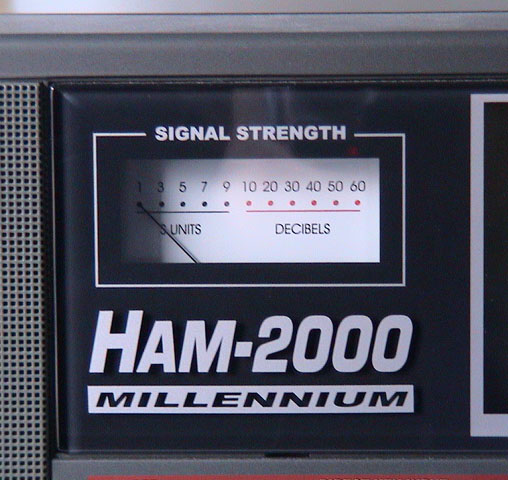 SIGNAL STRENGTH
1 3 5 7 9 10 20 30 40 50 60
S UNITS DECIBELS
HAM-2000
MILLENNIUM